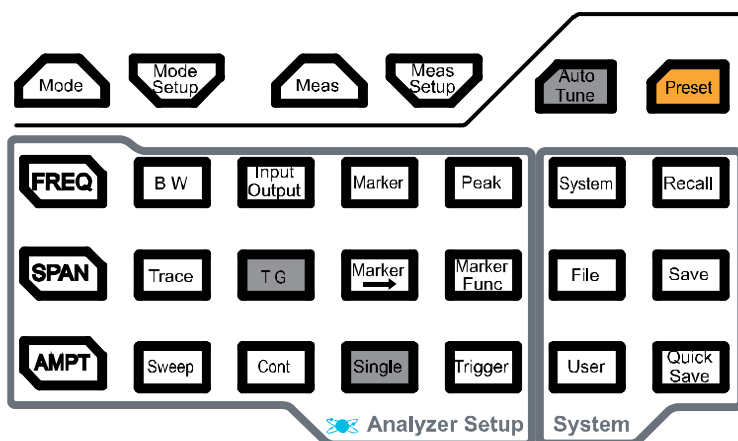 Mode
Mode
Setup
Meas
Meas
Setup
Auto
Tune
Preset
FREQ
B W
Input
Output
Marker
Peak
System
Recall
SPAN
Trace
T G
Marker
Marker
Func
File
Save
AMPT
Sweep
Cont
Single
Trigger
User
Quick
Save
Analyzer Setup
System